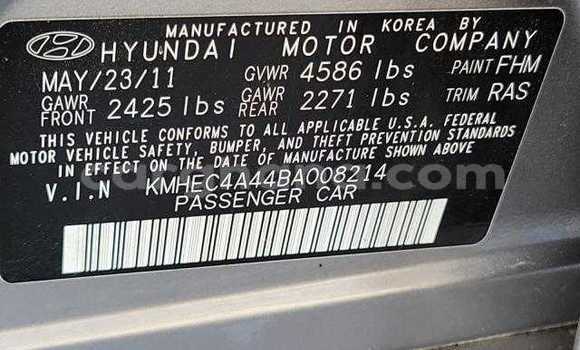 MANUFACTURED IN KOREA BY
HYUNDAI MOTOR COMPANY
MAY/23/11 GVWR 4586 lbs PAINT FHM
GAWR FRONT 2425 lbs GAWR REAR 2271 lbs TRIM RAS
THIS VEHICLE CONFORMS TO ALL APPLICABLE U.S.A. FEDERAL
MOTOR VEHICLE SAFETY, BUMPER, AND THEFT PREVENTION STANDARDS
IN EFFECT ON THE DATE OF MANUFACTURE SHOWN ABOVE
V.I.N KMHEC4A44BA008214
PASSENGER CAR